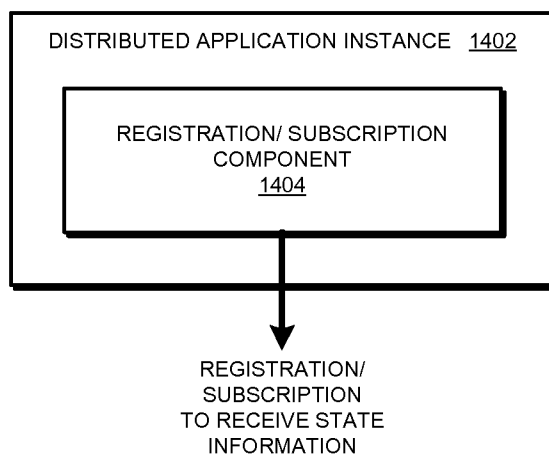 DISTRIBUTED APPLICATION INSTANCE 1402
REGISTRATION/ SUBSCRIPTION
COMPONENT
1404
REGISTRATION/
SUBSCRIPTION
TO RECEIVE STATE
INFORMATION